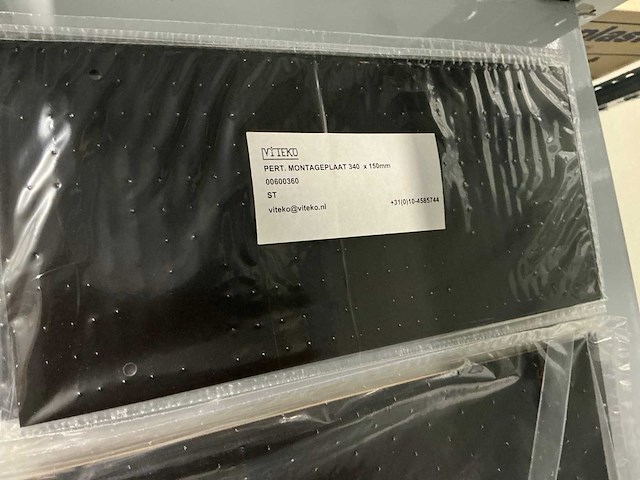 VITEKO
PERT. MONTAGEPLAAT 340 x 150mm
00600360
ST
viteko@viteko.nl
+31(0)10-4585744